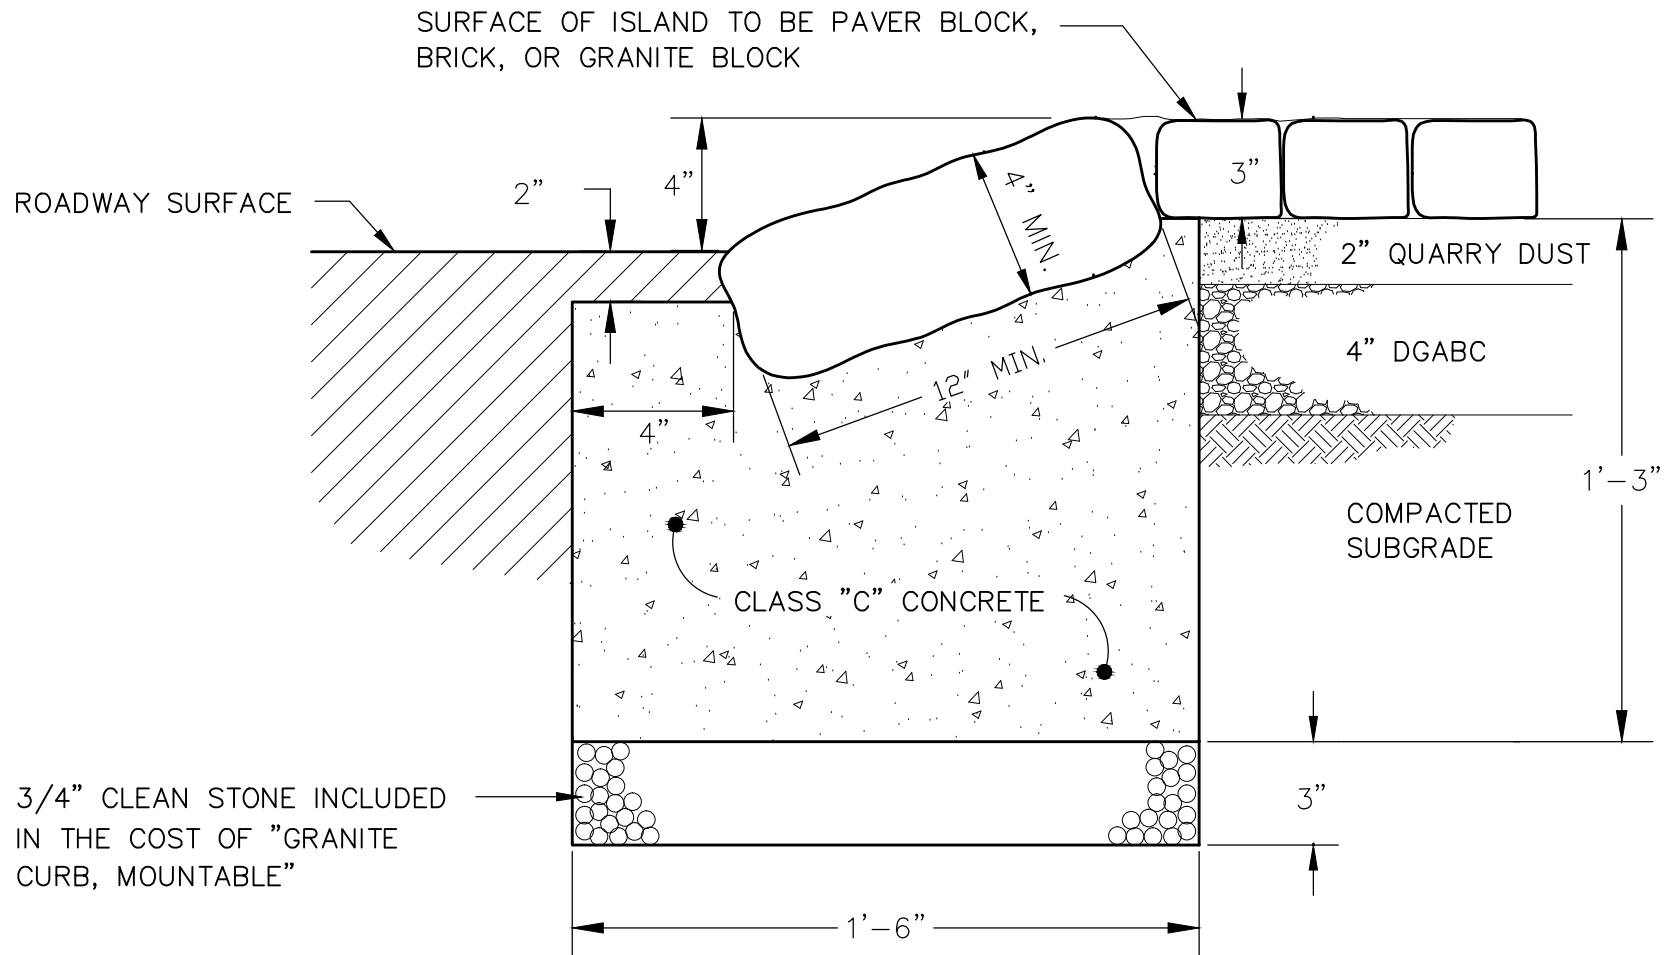 SURFACE OF ISLAND TO BE PAVER BLOCK,
BRICK, OR GRANITE BLOCK
2"
4"
3"
4" MIN.
ROADWAY SURFACE
2" QUARRY DUST
4" DGABC
12" MIN.
4"
1'-3"
COMPACTED
SUBGRADE
CLASS "C" CONCRETE
3/4" CLEAN STONE INCLUDED
IN THE COST OF "GRANITE
CURB, MOUNTABLE"
3"
1'-6"